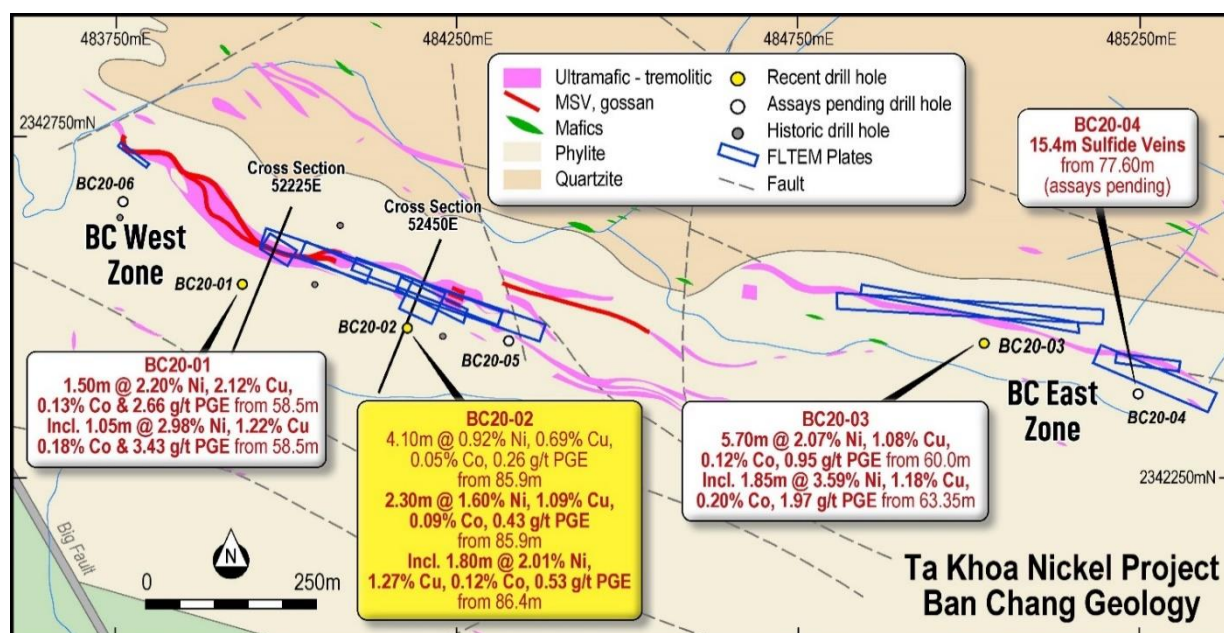 483750mE
484250mE
484750mE
485250mE
2342750mN
Ultramafic - tremolitic
MSV, gossan
Mafics
Phylite
Quartzite
Recent drill hole
Assays pending drill hole
Historic drill hole
FLTEM Plates
Fault
BC20-04
15.4m Sulfide Veins
from 77.60m
(assays pending)
Cross Section
52225E
Cross Section
52450E
BC20-06
BC West
Zone
BC20-01
BC20-02
BC20-05
BC20-03
BC East
Zone
BC20-04
BC20-01
1.50m @ 2.20% Ni, 2.12% Cu,
0.13% Co & 2.66 g/t PGE from 58.5m
Incl. 1.05m @ 2.98% Ni, 1.22% Cu
0.18% Co & 3.43 g/t PGE from 58.5m
BC20-02
4.10m @ 0.92% Ni, 0.69% Cu,
0.05% Co, 0.26 g/t PGE
from 85.9m
2.30m @ 1.60% Ni, 1.09% Cu,
0.09% Co, 0.43 g/t PGE
from 85.9m
Incl. 1.80m @ 2.01% Ni,
1.27% Cu, 0.12% Co, 0.53 g/t PGE
from 86.4m
BC20-03
5.70m @ 2.07% Ni, 1.08% Cu,
0.12% Co, 0.95 g/t PGE from 60.0m
Incl. 1.85m @ 3.59% Ni, 1.18% Cu,
0.20% Co, 1.97 g/t PGE from 63.35m
2342250mN
Big Fault
N
0
250m
Ta Khoa Nickel Project
Ban Chang Geology